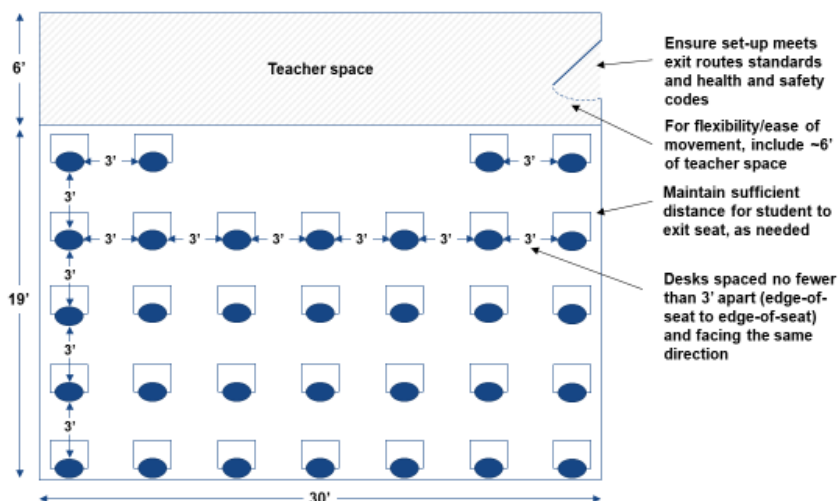 Teacher space
6'
Ensure set-up meets
exit routes standards
and health and safety
codes
For flexibility/ease of
movement, include ~6'
of teacher space
3'
3'
3'
Maintain sufficient
distance for student to
exit seat, as needed
3'
3'
3'
3'
3'
3'
3'
19'
Desks spaced no fewer
than 3' apart (edge-of-
seat to edge-of-seat)
and facing the same
direction
3'
3'
30'